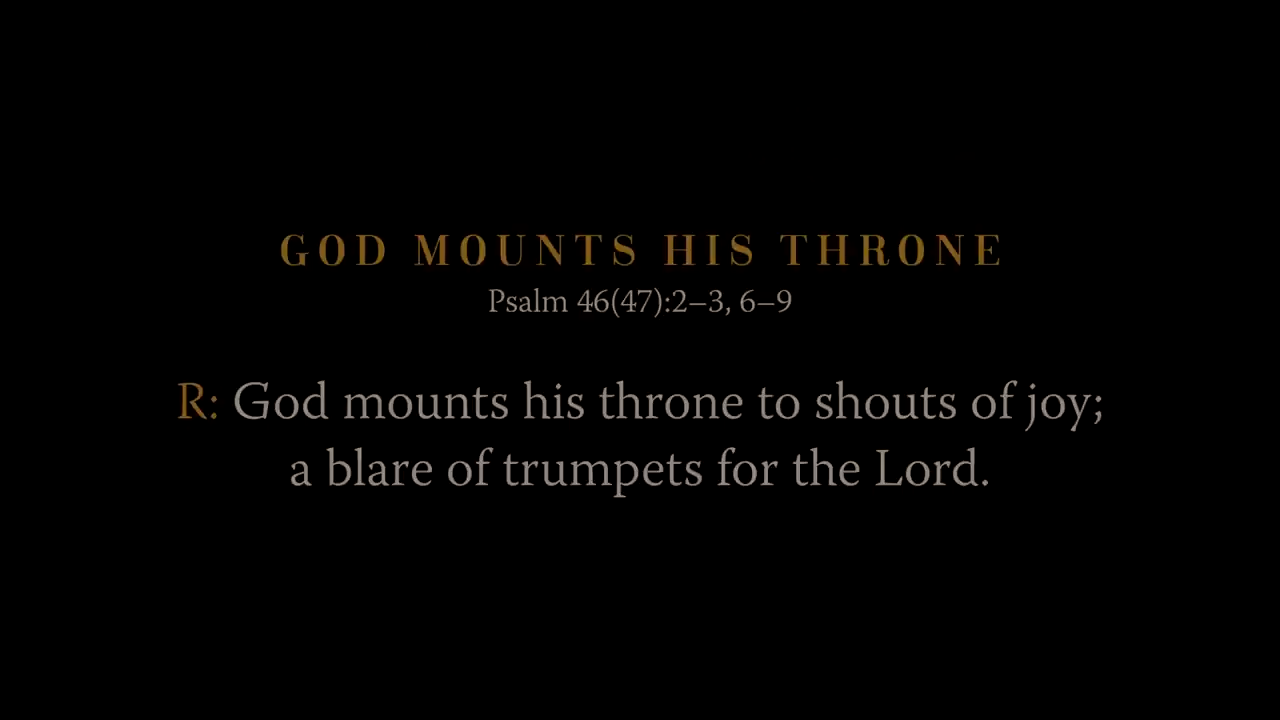 GOD MOUNTS HIS THRONE
Psalm 46(47):2–3, 6–9
R: God mounts his throne to shouts of joy;
a blare of trumpets for the Lord.